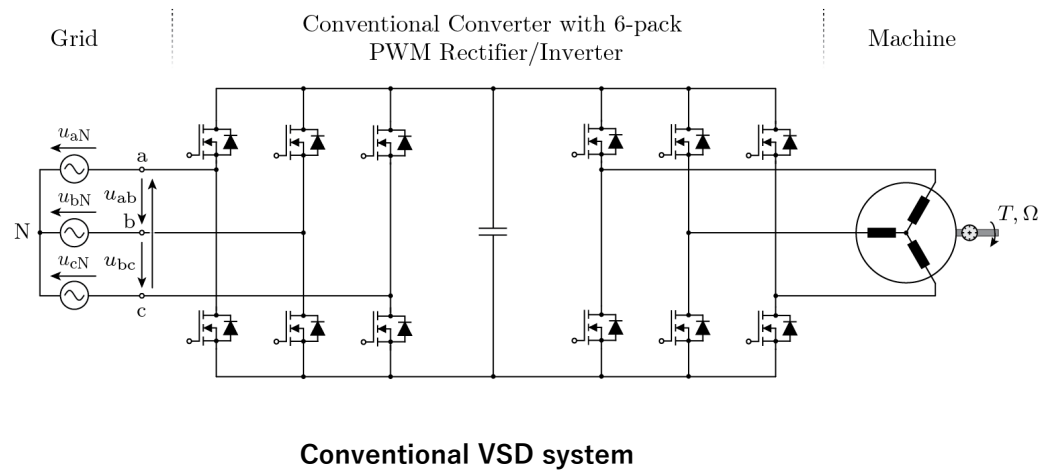 Grid
Conventional Converter with 6-pack
PWM Rectifier/Inverter
Machine
u_aN
a
u_ab
u_bN
b
N
T, Ω
u_bc
u_cN
c
Conventional VSD system